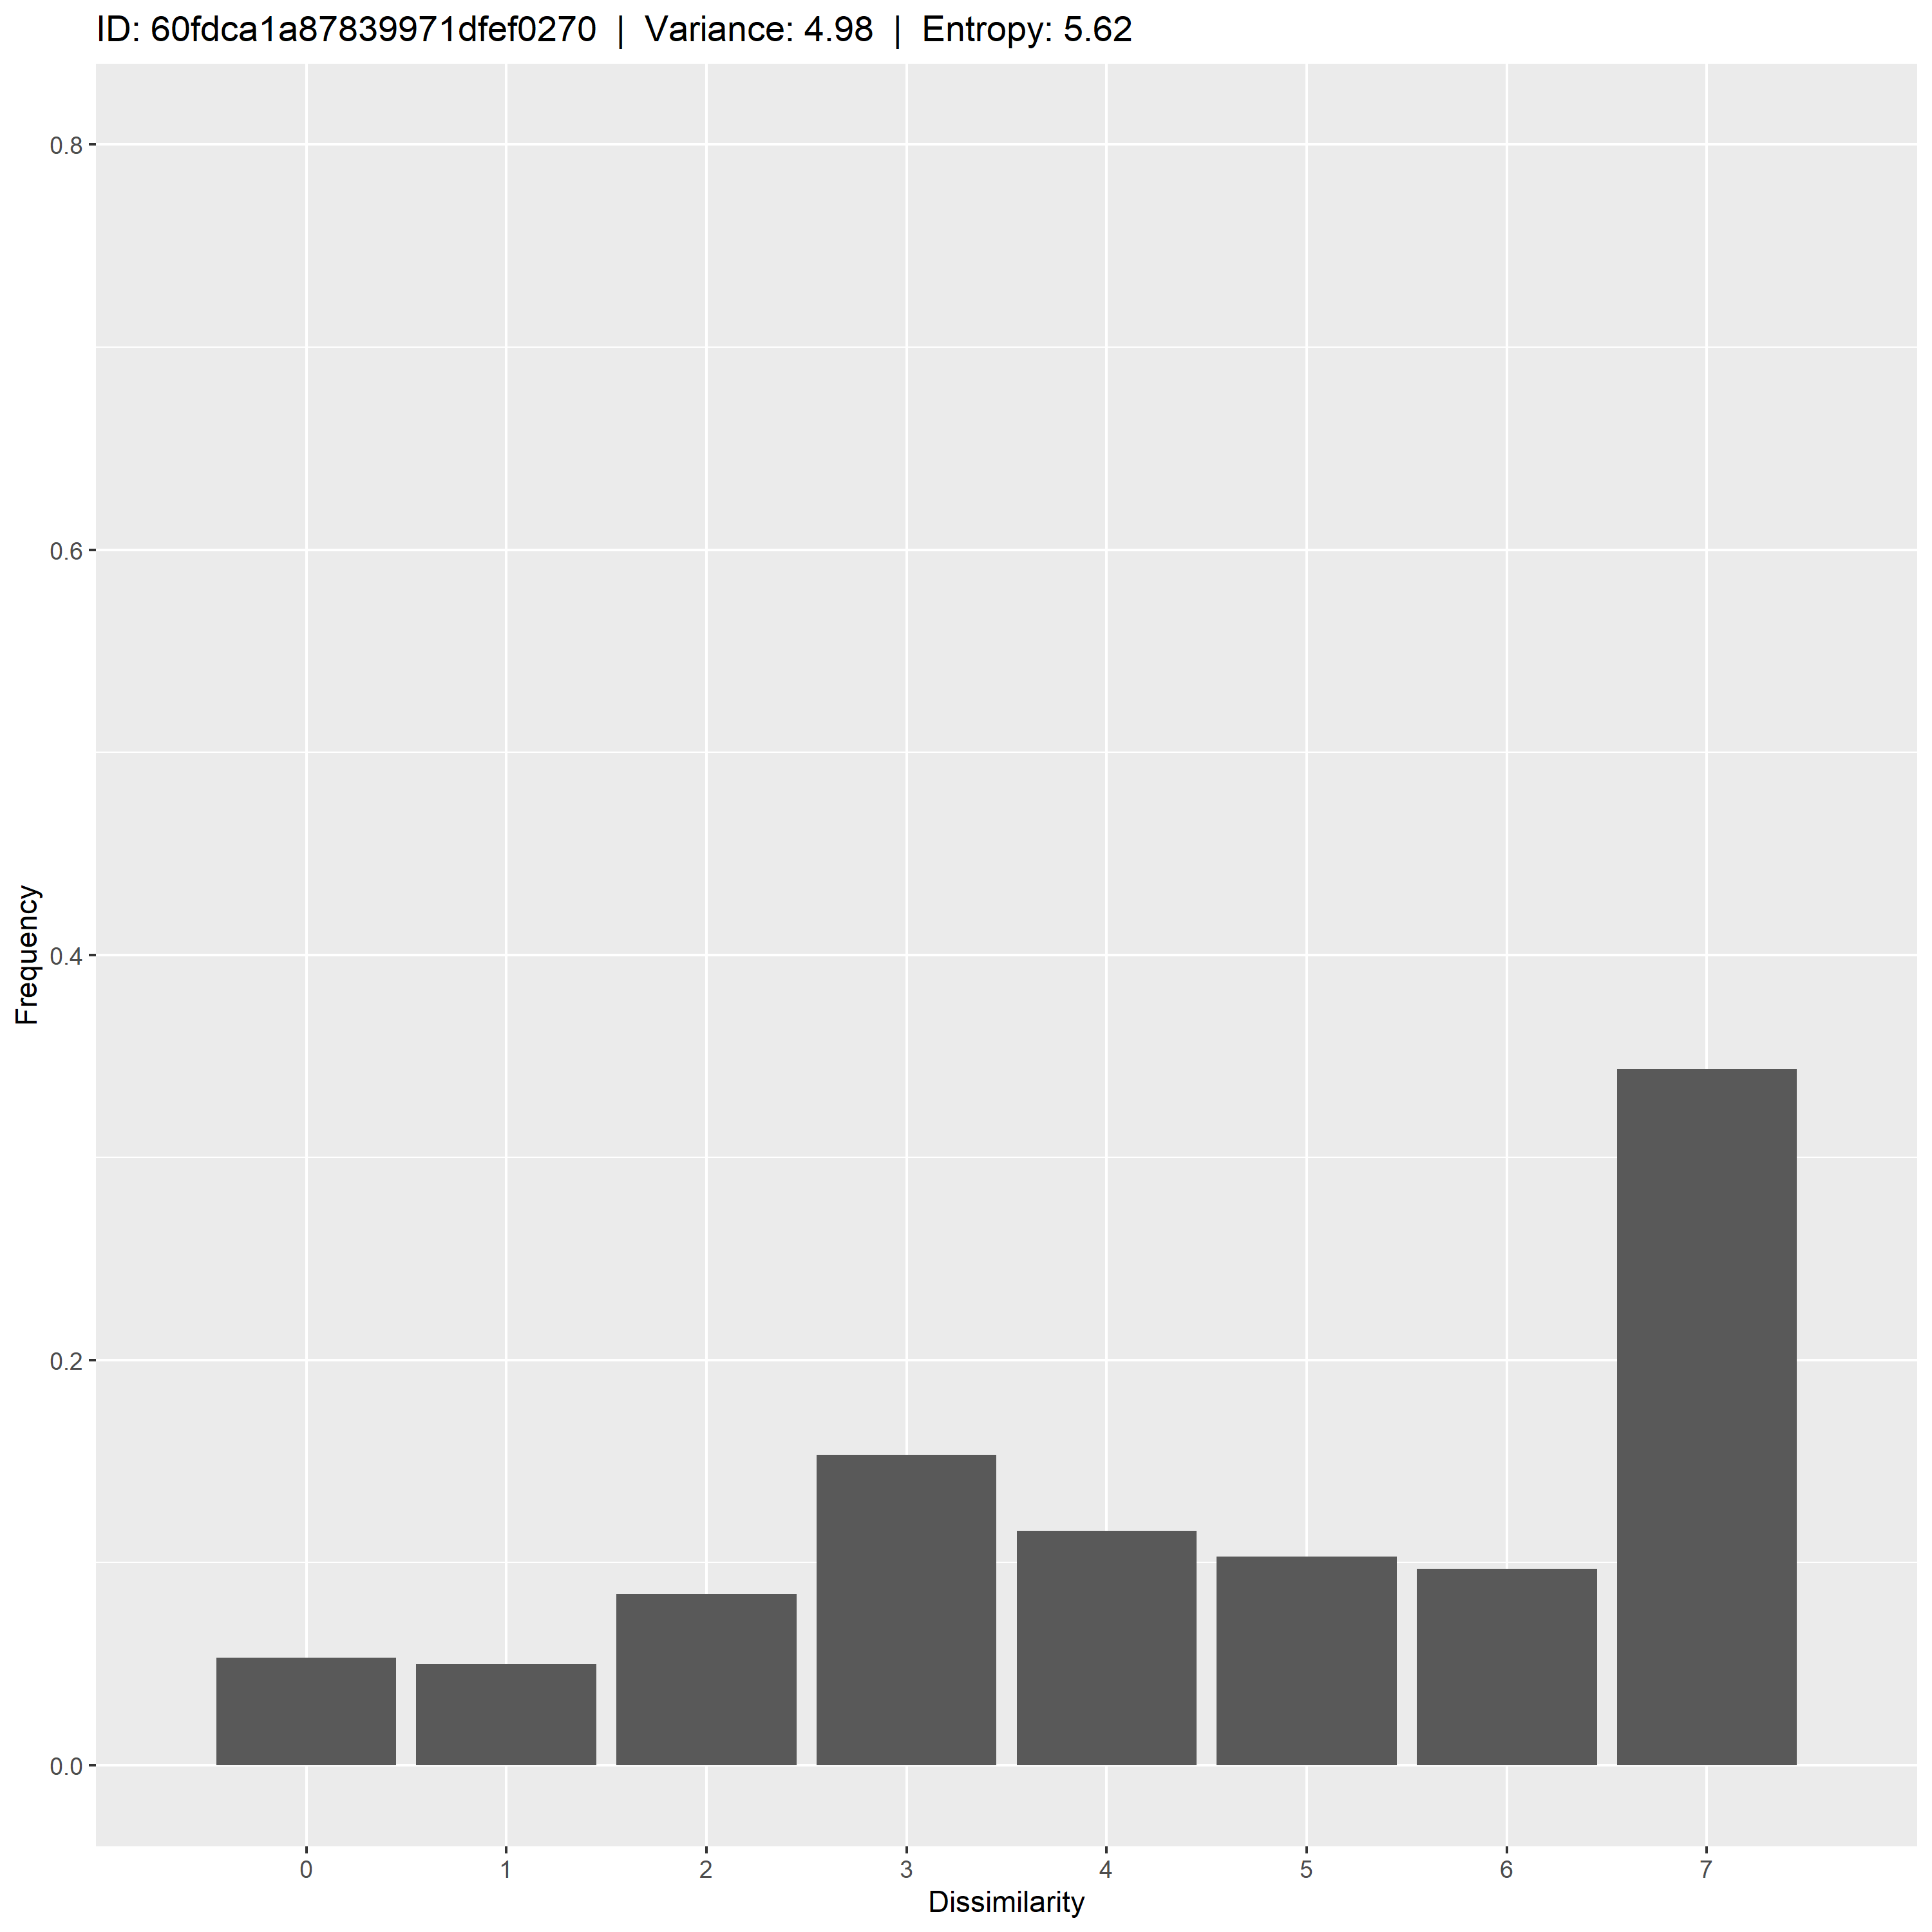 ID: 60fdca1a87839971dfef0270  |  Variance: 4.98  |  Entropy: 5.62
0.8
0.6
0.4
0.2
0.0
Frequency
0 1 2 3 4 5 6 7
Dissimilarity